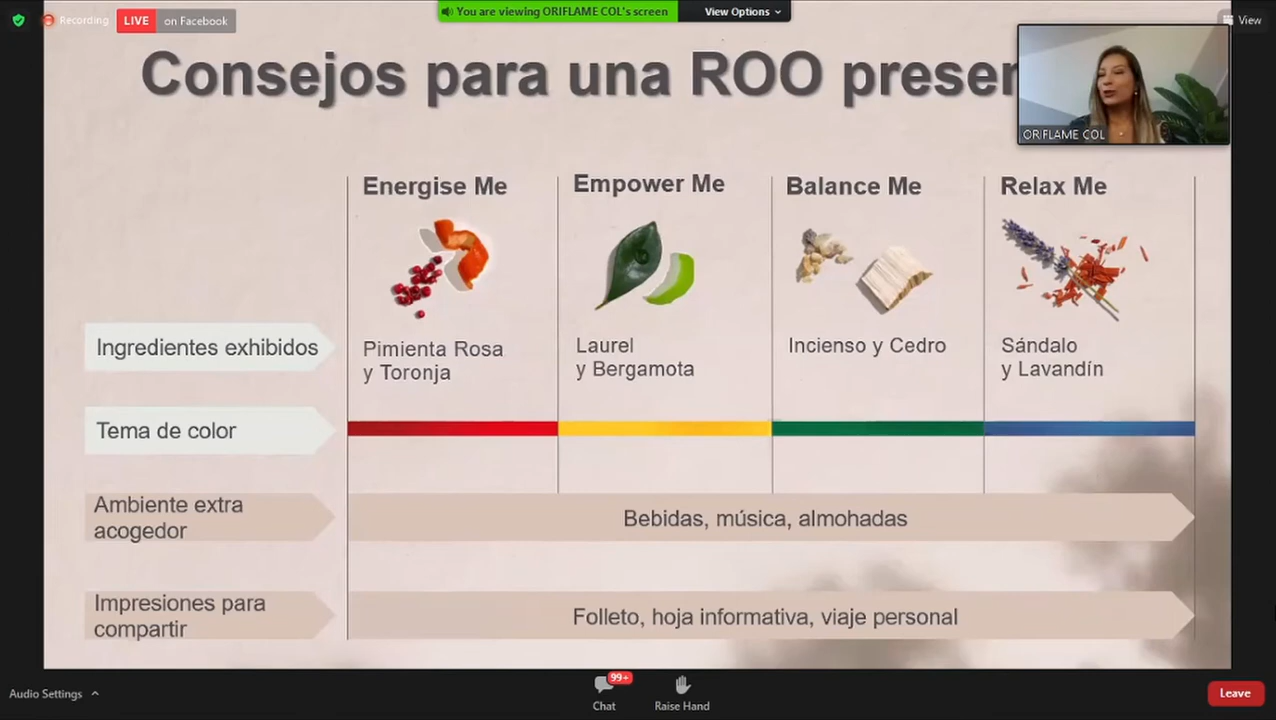 Recording
LIVE on Facebook
You are viewing ORIFLAME COL's screen
View Options
View
Consejos para una ROO
ORIFLAME COL
Energise Me
Empower Me
Balance Me
Relax Me
Ingredientes exhibidos
Pimienta Rosa
y Toronja
Laurel
y Bergamota
Incienso y Cedro
Sándalo
y Lavandín
Tema de color
Ambiente extra
acogedor
Bebidas, música, almohadas
Impresiones para
compartir
Folleto, hoja informativa, viaje personal
Audio Settings
99+
Chat
Raise Hand
Leave